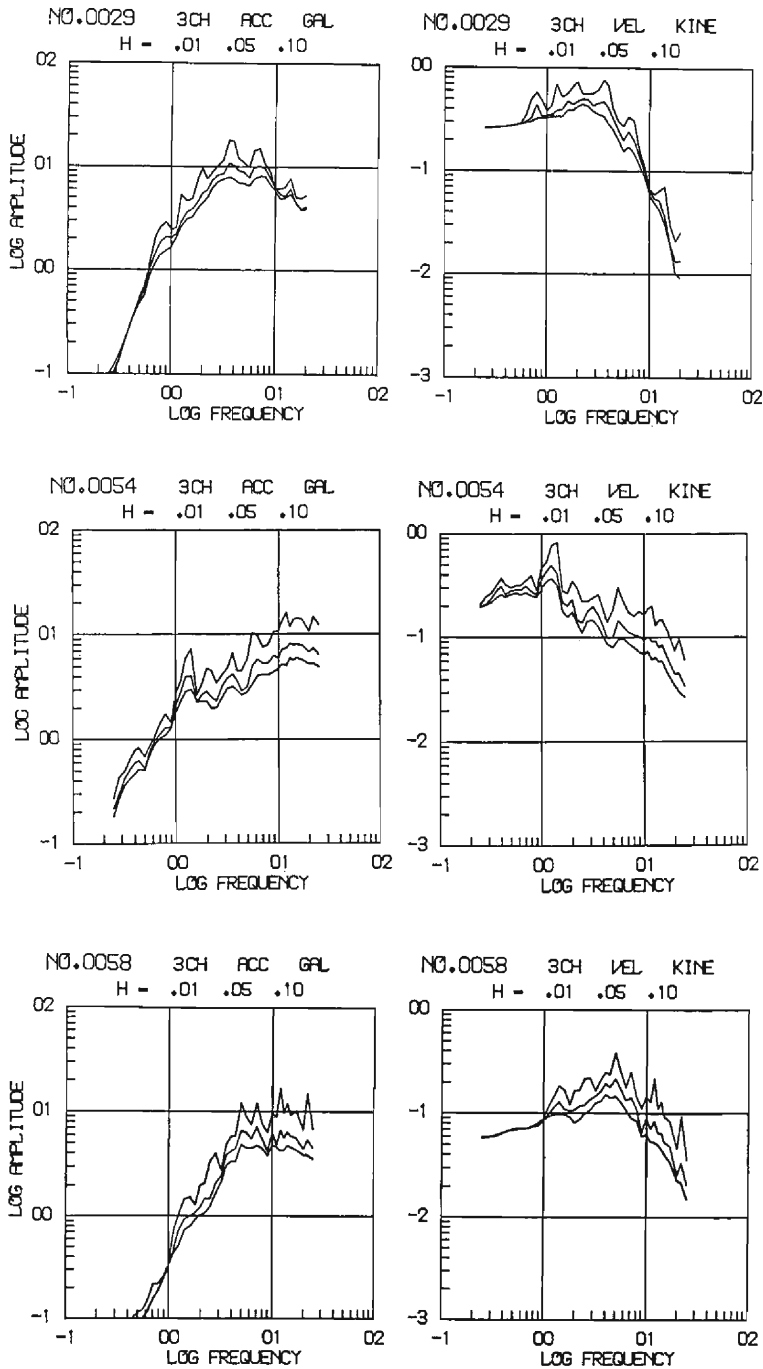 NO.0029 3CH ACC GAL
H = .01 .05 .10
02
01
00
-1
LOG AMPLITUDE
-1 00 01 02
LOG FREQUENCY
NO.0029 3CH VEL KINE
H = .01 .05 .10
00
-1
-2
-3
-1 00 01 02
LOG FREQUENCY
NO.0054 3CH ACC GAL
H = .01 .05 .10
02
01
00
-1
LOG AMPLITUDE
-1 00 01 02
LOG FREQUENCY
NO.0054 3CH VEL KINE
H = .01 .05 .10
00
-1
-2
-3
-1 00 01 02
LOG FREQUENCY
NO.0058 3CH ACC GAL
H = .01 .05 .10
02
01
00
-1
LOG AMPLITUDE
-1 00 01 02
LOG FREQUENCY
NO.0058 3CH VEL KINE
H = .01 .05 .10
00
-1
-2
-3
-1 00 01 02
LOG FREQUENCY